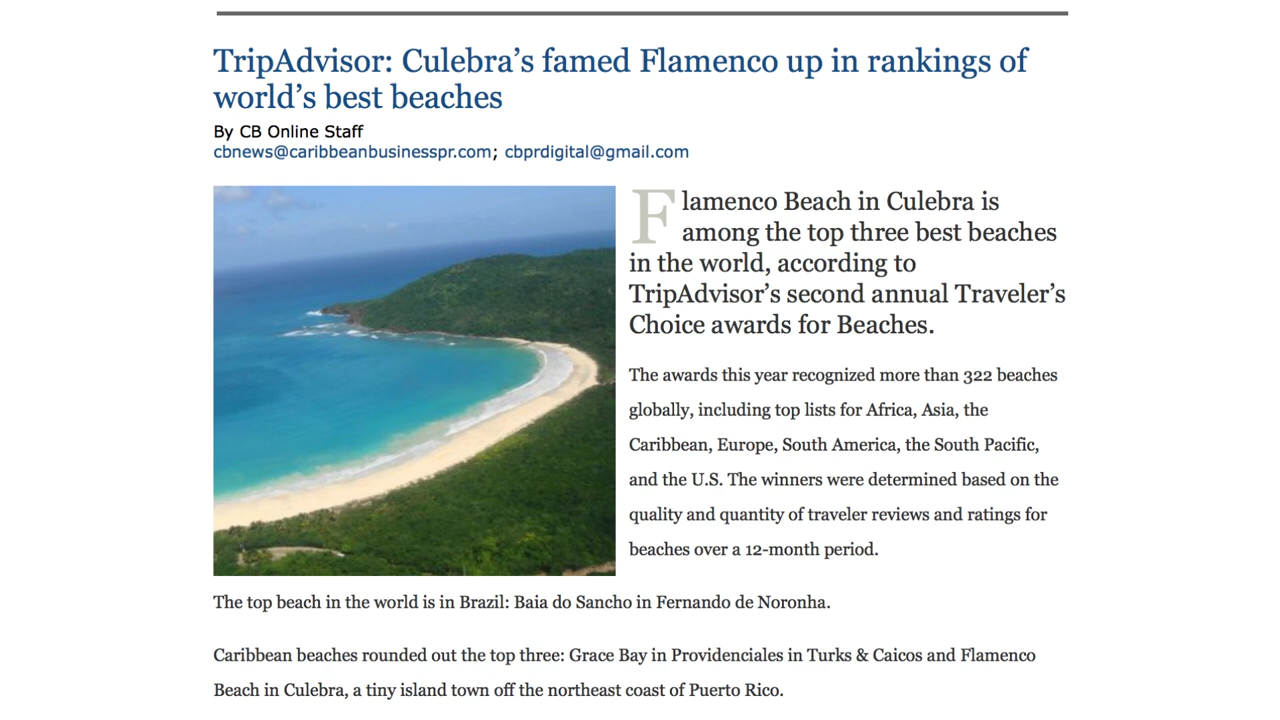 TripAdvisor: Culebra’s famed Flamenco up in rankings of
world’s best beaches
By CB Online Staff
cbnews@caribbeanbusinesspr.com; cbprdigital@gmail.com
Flamenco Beach in Culebra is
among the top three best beaches
in the world, according to
TripAdvisor’s second annual Traveler’s
Choice awards for Beaches.
The awards this year recognized more than 322 beaches
globally, including top lists for Africa, Asia, the
Caribbean, Europe, South America, the South Pacific,
and the U.S. The winners were determined based on the
quality and quantity of traveler reviews and ratings for
beaches over a 12-month period.
The top beach in the world is in Brazil: Baia do Sancho in Fernando de Noronha.
Caribbean beaches rounded out the top three: Grace Bay in Providenciales in Turks & Caicos and Flamenco
Beach in Culebra, a tiny island town off the northeast coast of Puerto Rico.